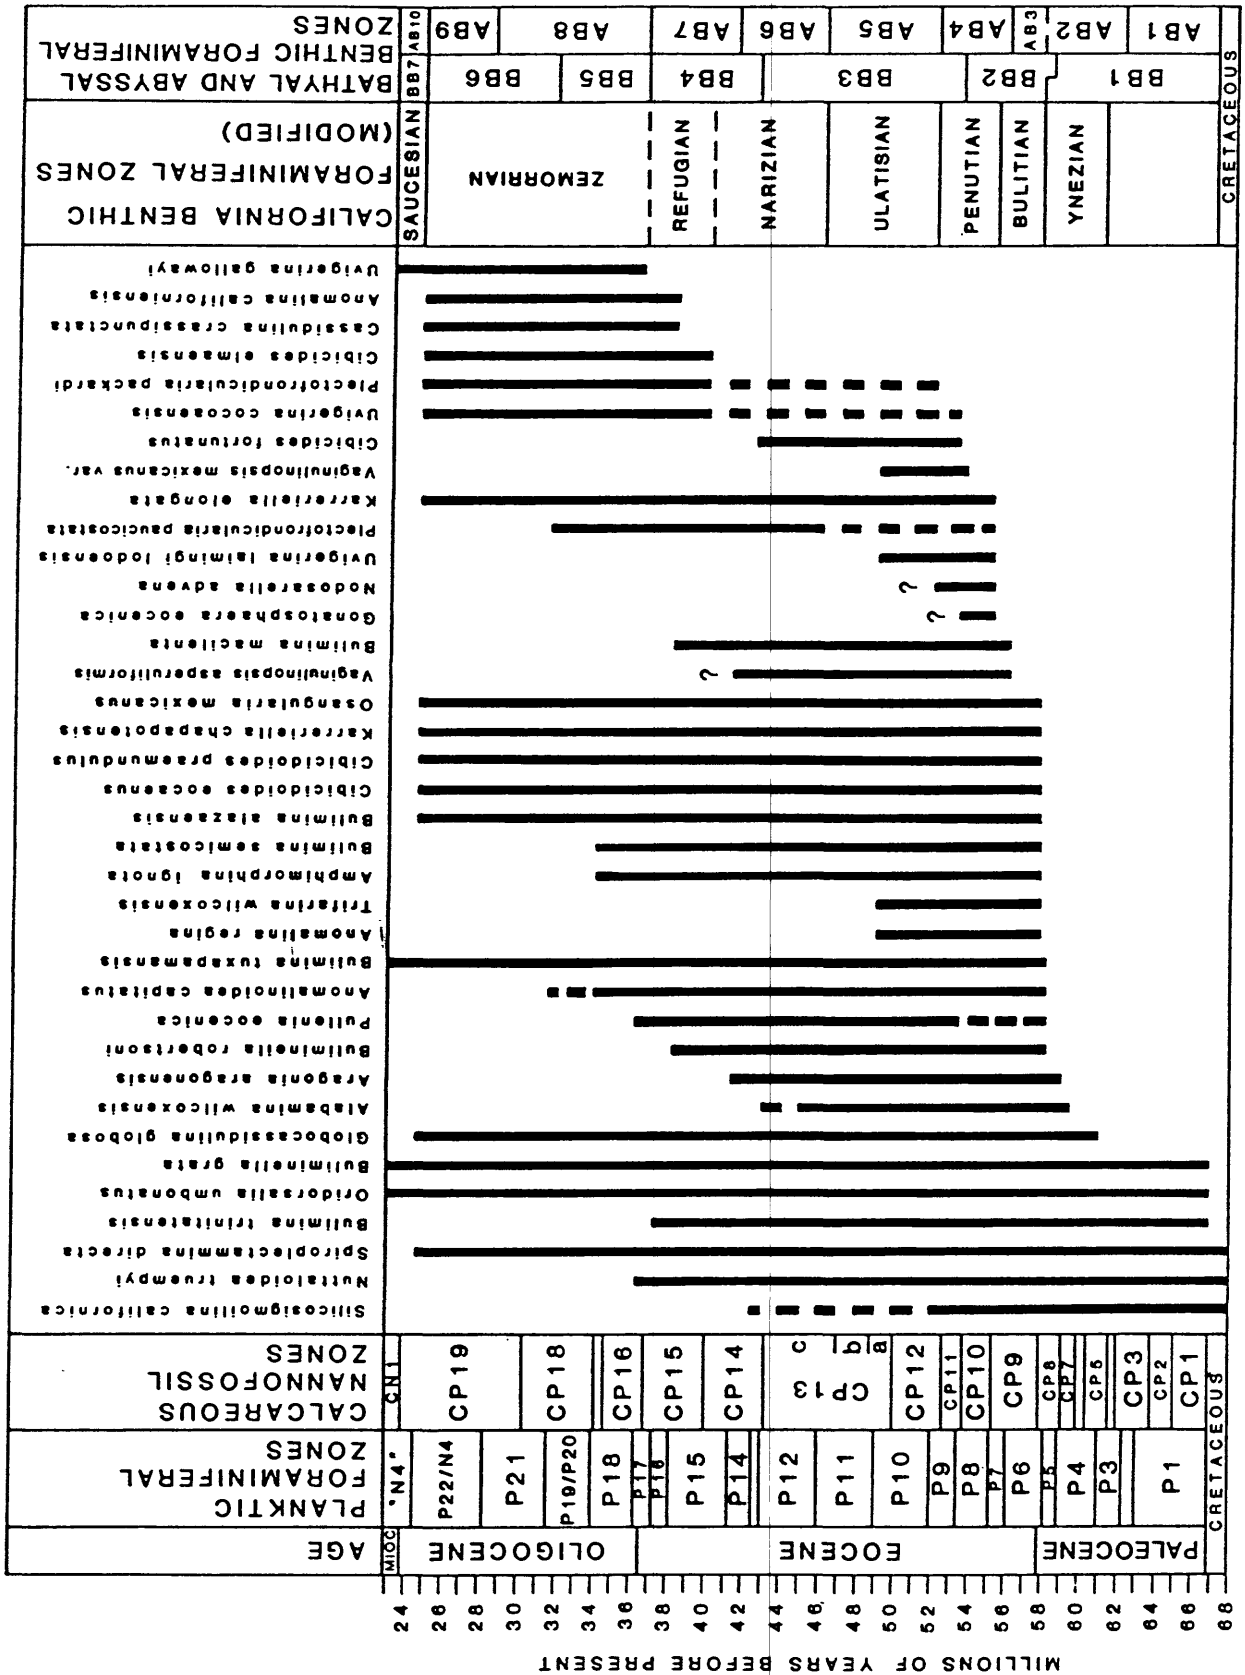 MILLIONS OF YEARS BEFORE PRESENT
24 26 28 30 32 34 36 38 40 42 44 46 48 50 52 54 56 58 60 62 64 66 68
AGE
MIOC OLIGOCENE EOCENE PALEOCENE
PLANKTIC
FORAMINIFERAL
ZONES
"N4" P22/N4 P21 P19/P20 P18 P17 P16 P15 P14 P12 P11 P10 P9 P8 P7 P6 P5 P4 P3 P1
CRETACEOUS
CALCAREOUS
NANNOFOSSIL
ZONES
CN1 CP19 CP18 CP16 CP15 CP14 CP13 c b a CP12 CP11 CP10 CP9 CP8 CP7 CP5 CP3 CP2 CP1
Silicosigmoilina californica
Nuttaloidea truempyi
Spiroplectammina directa
Bulimina trinitatensis
Oridorsalia umbonatus
Buliminella grata
Globocassidulina globosa
Alabamina wilcoxensis
Aragonia aragonensis
Buliminella robertsoni
Pullenia eocenica
Anomalinoides capitatus
Bulimina tuxapamensis
Anomalina regina
Trifarina wilcoxensis
Amphimorphina ignota
Bulimina semicostata
Bulimina alazaensis
Cibicidoides eocaenus
Cibicidoides praemundulus
Karreriella chapapotensis
Osangularia mexicanus
Vaginulinopsis asperuliformis
?
Bulimina macilenta
Gonatosphaera eocenica
?
Nodosarella advena
?
Uvigerina laimingi lodoensis
Plectofrondicularia paucicostata
Karreriella elongata
Vaginulinopsis mexicanus var.
Cibicides fortunatus
Uvigerina cocoaensis
Plectofrondicularia packardi
Cibicides elmaensis
Cassidulina crassipunctata
Anomalina californiensis
Uvigerina gallowayi
CALIFORNIA BENTHIC
FORAMINIFERAL ZONES
(MODIFIED)
SAUCESIAN ZEMORRIAN REFUGIAN NARIZIAN ULATISIAN PENUTIAN BULITIAN YNEZIAN
CRETACEOUS
BATHYAL AND ABYSSAL
BENTHIC FORAMINIFERAL
ZONES
BB7 BB6 BB5 BB4 BB3 BB2 BB1
AB10 AB9 AB8 AB7 AB6 AB5 AB4 AB3 AB2 AB1